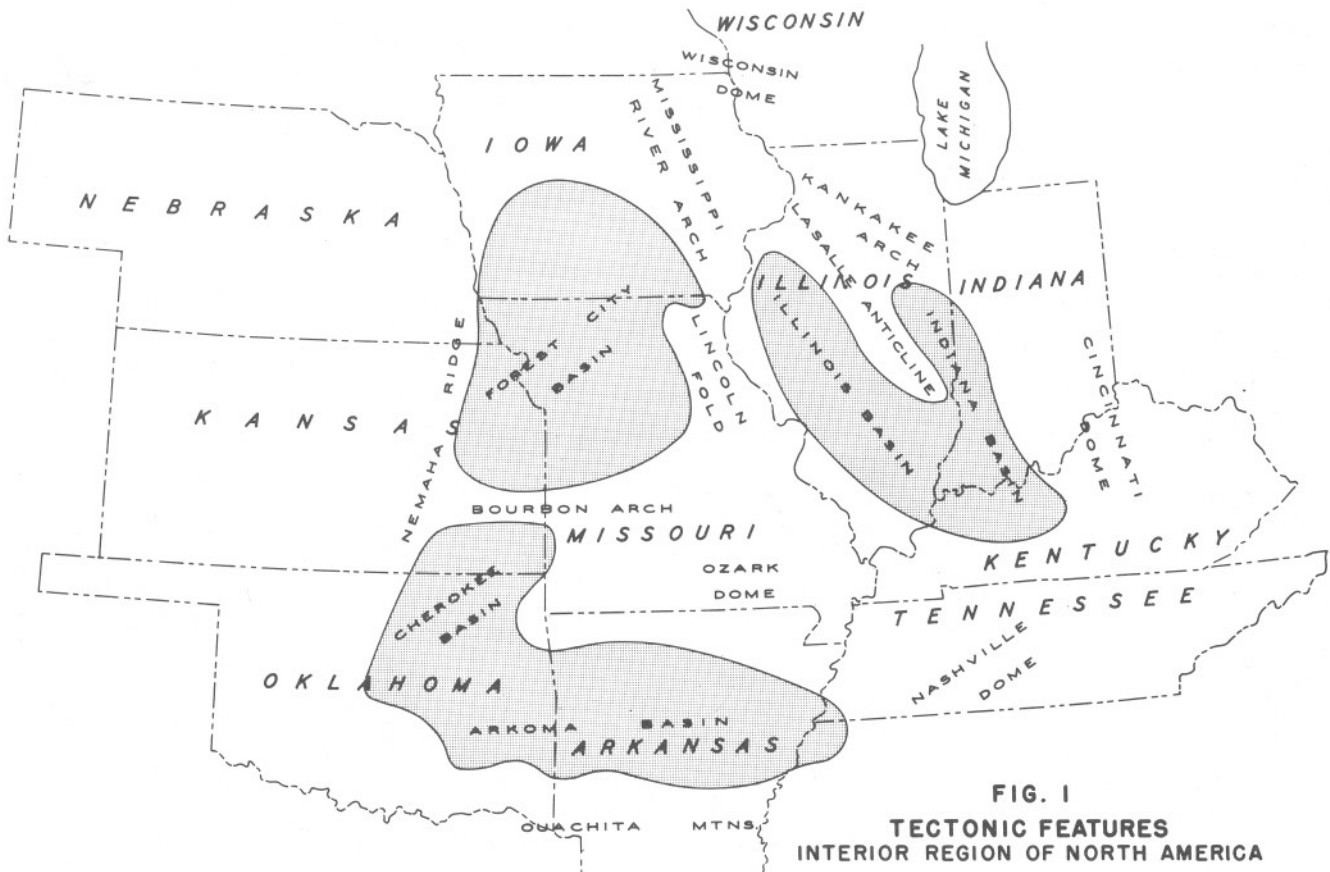 WISCONSIN
WISCONSIN
DOME
LAKE
MICHIGAN
IOWA
MISSISSIPPI
RIVER ARCH
NEBRASKA
KANKAKEE
ARCH
LASALLE ANTICLINE
ILLINOIS
INDIANA
ILLINOIS BASIN
INDIANA BASIN
FOREST CITY
BASIN
LINCOLN
FOLD
CINCINNATI
DOME
KANSAS
NEMAHA RIDGE
BOURBON ARCH
MISSOURI
OZARK
DOME
KENTUCKY
TENNESSEE
NASHVILLE
DOME
CHEROKEE
BASIN
OKLAHOMA
ARKOMA BASIN
ARKANSAS
OUACHITA MTNS.
FIG. 1
TECTONIC FEATURES
INTERIOR REGION OF NORTH AMERICA